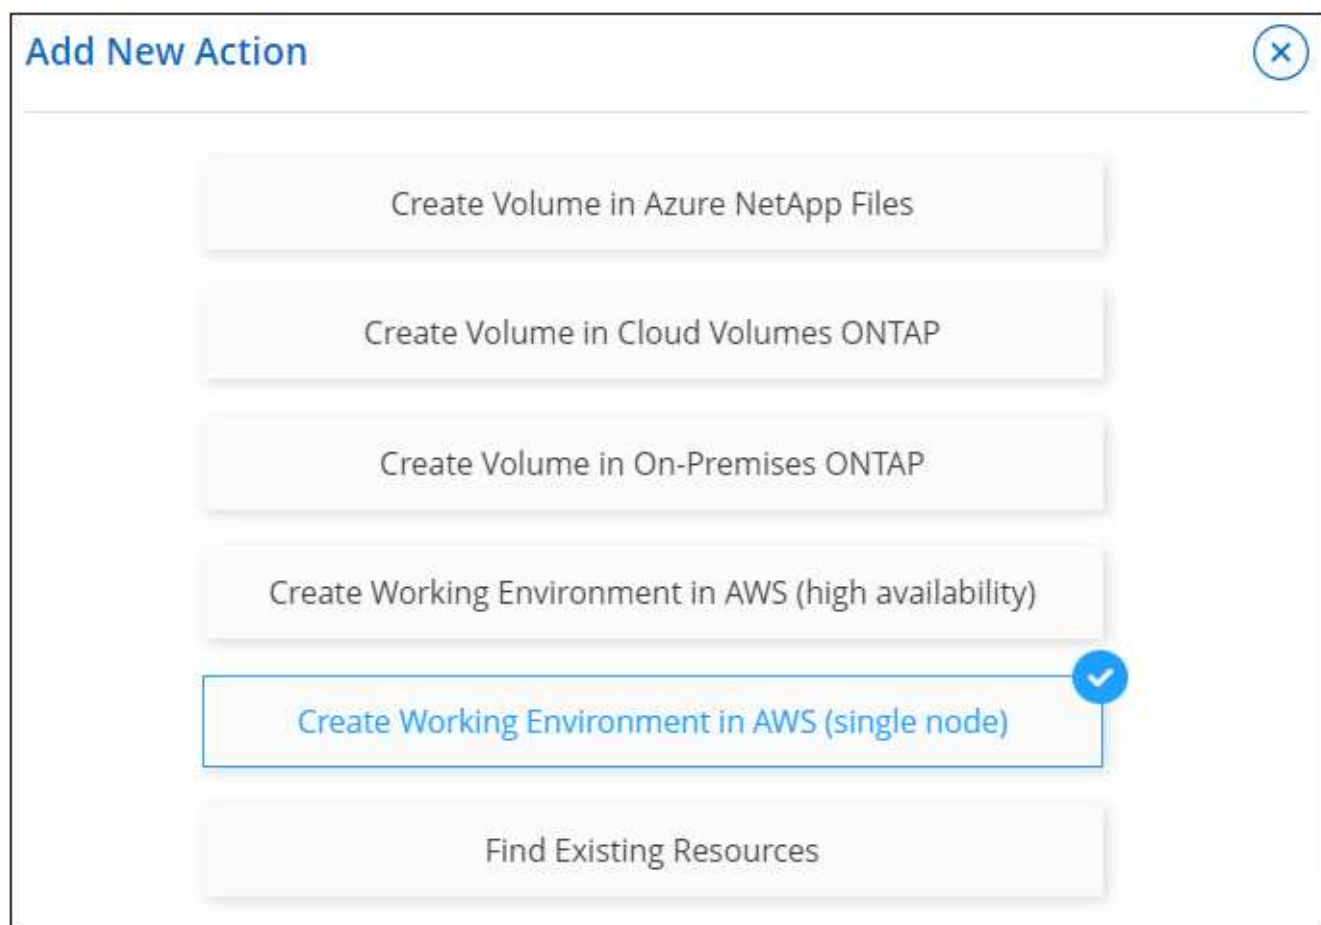 Add New Action
Create Volume in Azure NetApp Files
Create Volume in Cloud Volumes ONTAP
Create Volume in On-Premises ONTAP
Create Working Environment in AWS (high availability)
Create Working Environment in AWS (single node)
Find Existing Resources